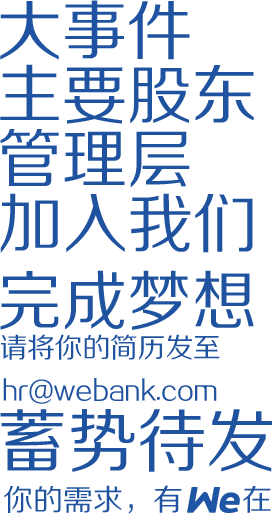 大事件
主要股东
管理层
加入我们
完成梦想
请将你的简历发至
hr@webank.com
蓄势待发
你的需求，有We在